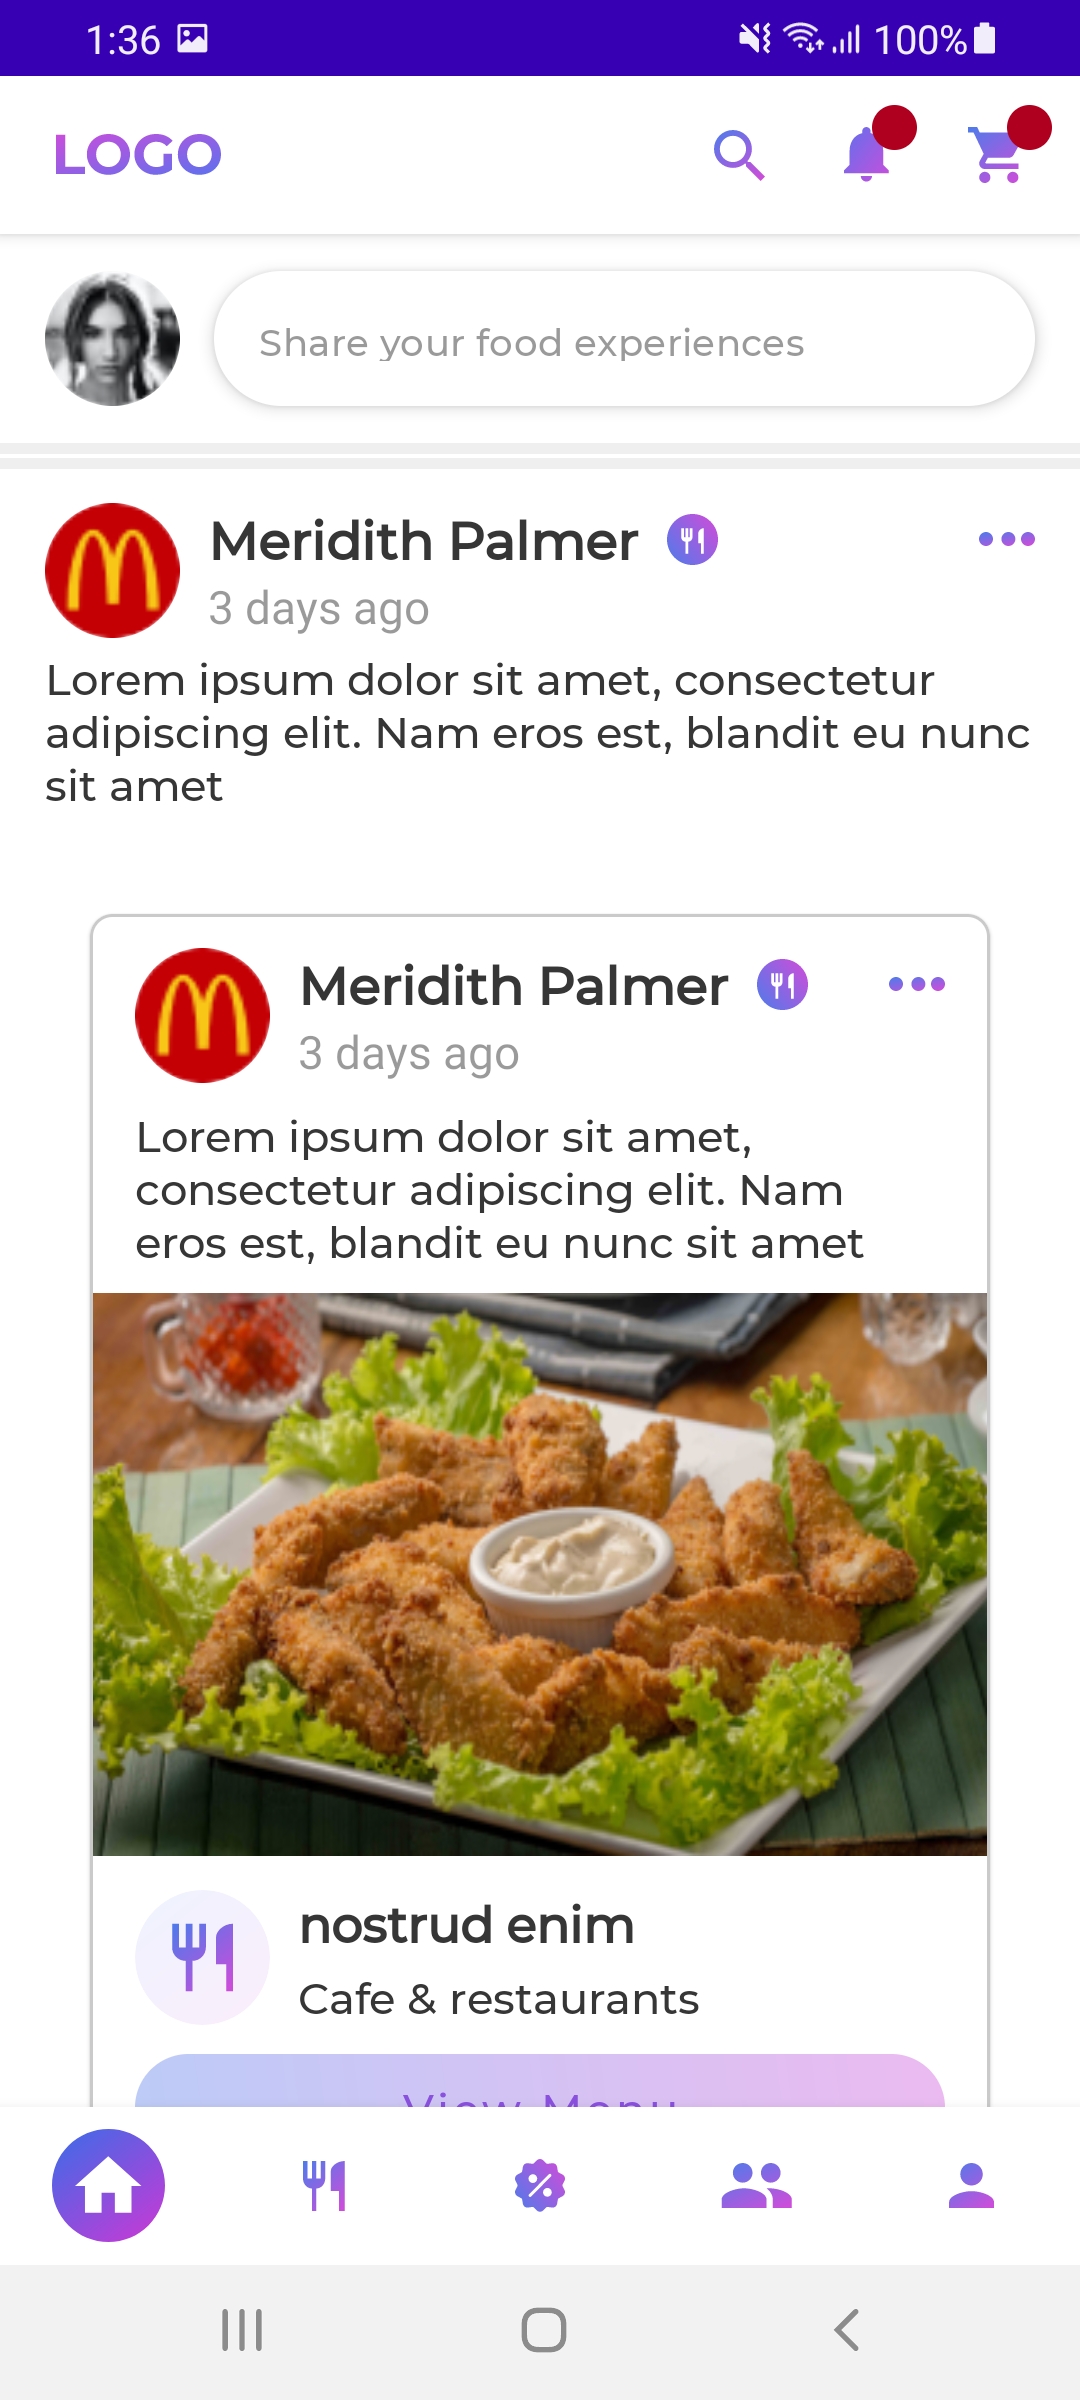 1:36
100%
LOGO
Share your food experiences
Meridith Palmer
3 days ago
Lorem ipsum dolor sit amet, consectetur
adipiscing elit. Nam eros est, blandit eu nunc
sit amet
Meridith Palmer
3 days ago
Lorem ipsum dolor sit amet,
consectetur adipiscing elit. Nam
eros est, blandit eu nunc sit amet
nostrud enim
Cafe & restaurants
View Menu